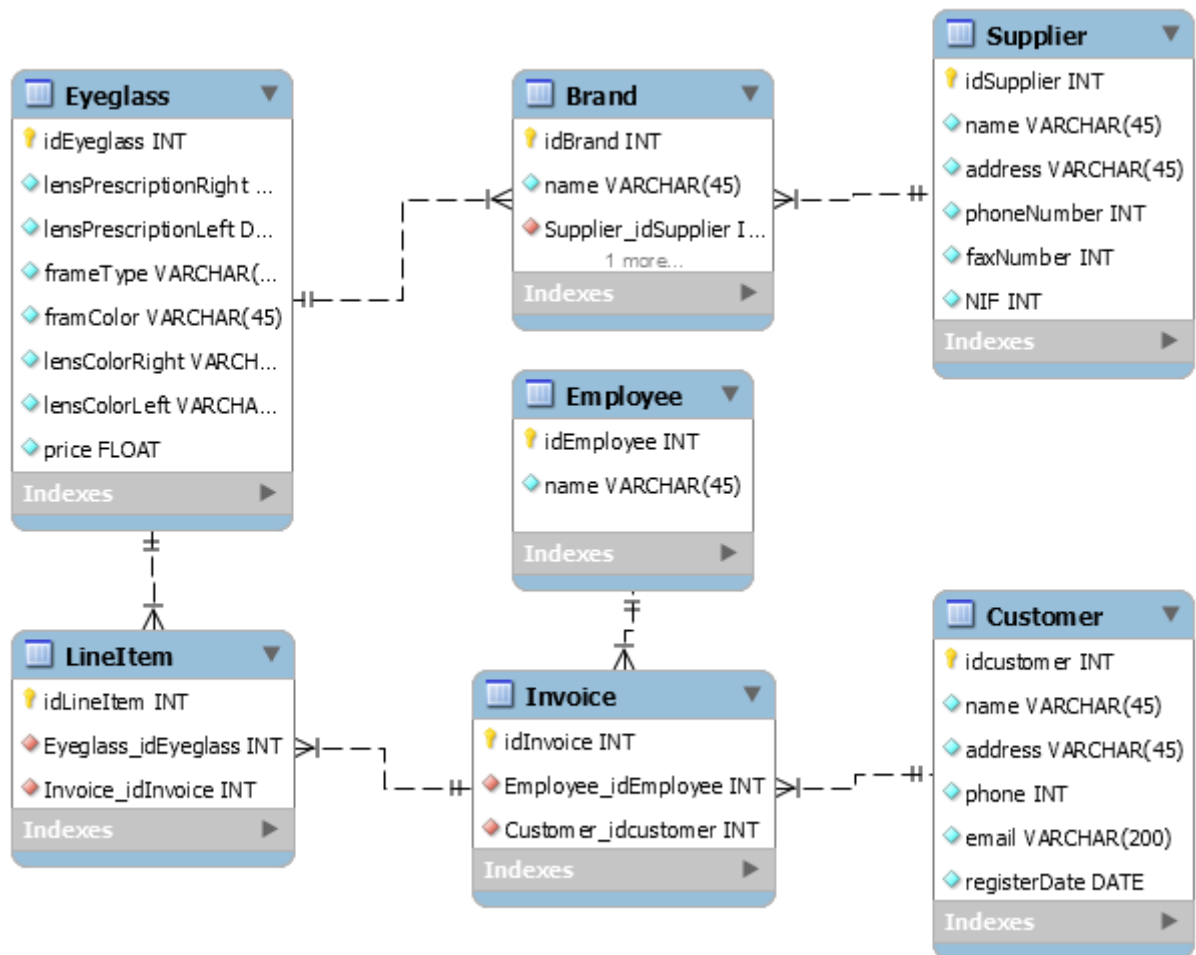 Eyeglass
idEyeglass INT
lensPrescriptionRight ...
lensPrescriptionLeft D...
frameType VARCHAR(...
framColor VARCHAR(45)
lensColorRight VARCH...
lensColorLeft VARCHA...
price FLOAT
Indexes
Brand
idBrand INT
name VARCHAR(45)
Supplier_idSupplier I...
1 more...
Indexes
Supplier
idSupplier INT
name VARCHAR(45)
address VARCHAR(45)
phoneNumber INT
faxNumber INT
NIF INT
Indexes
Employee
idEmployee INT
name VARCHAR(45)
Indexes
LineItem
idLineItem INT
Eyeglass_idEyeglass INT
Invoice_idInvoice INT
Indexes
Invoice
idInvoice INT
Employee_idEmployee INT
Customer_idcustomer INT
Indexes
Customer
idcustomer INT
name VARCHAR(45)
address VARCHAR(45)
phone INT
email VARCHAR(200)
registerDate DATE
Indexes